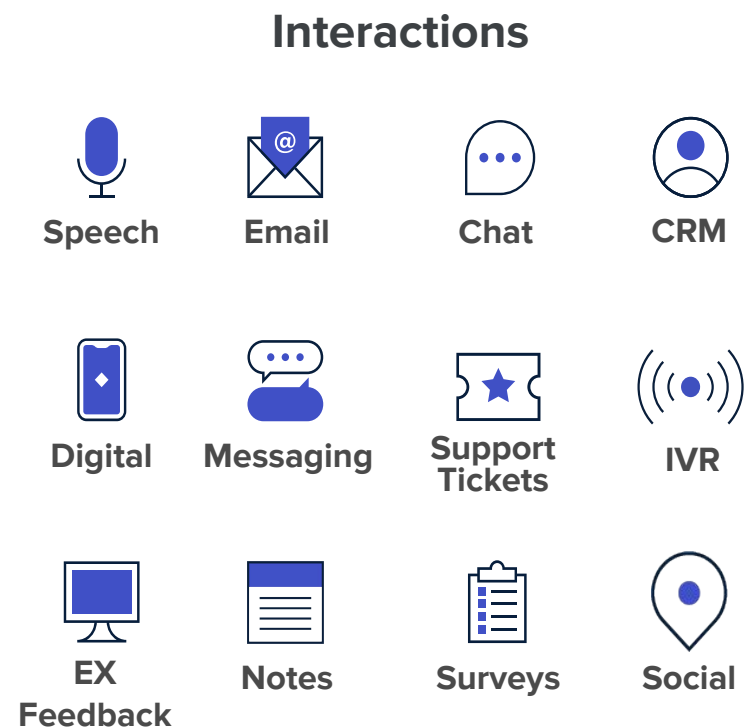 Interactions
@
Speech
Email
Chat
CRM
Digital
Messaging
Support
Tickets
IVR
EX
Feedback
Notes
Surveys
Social